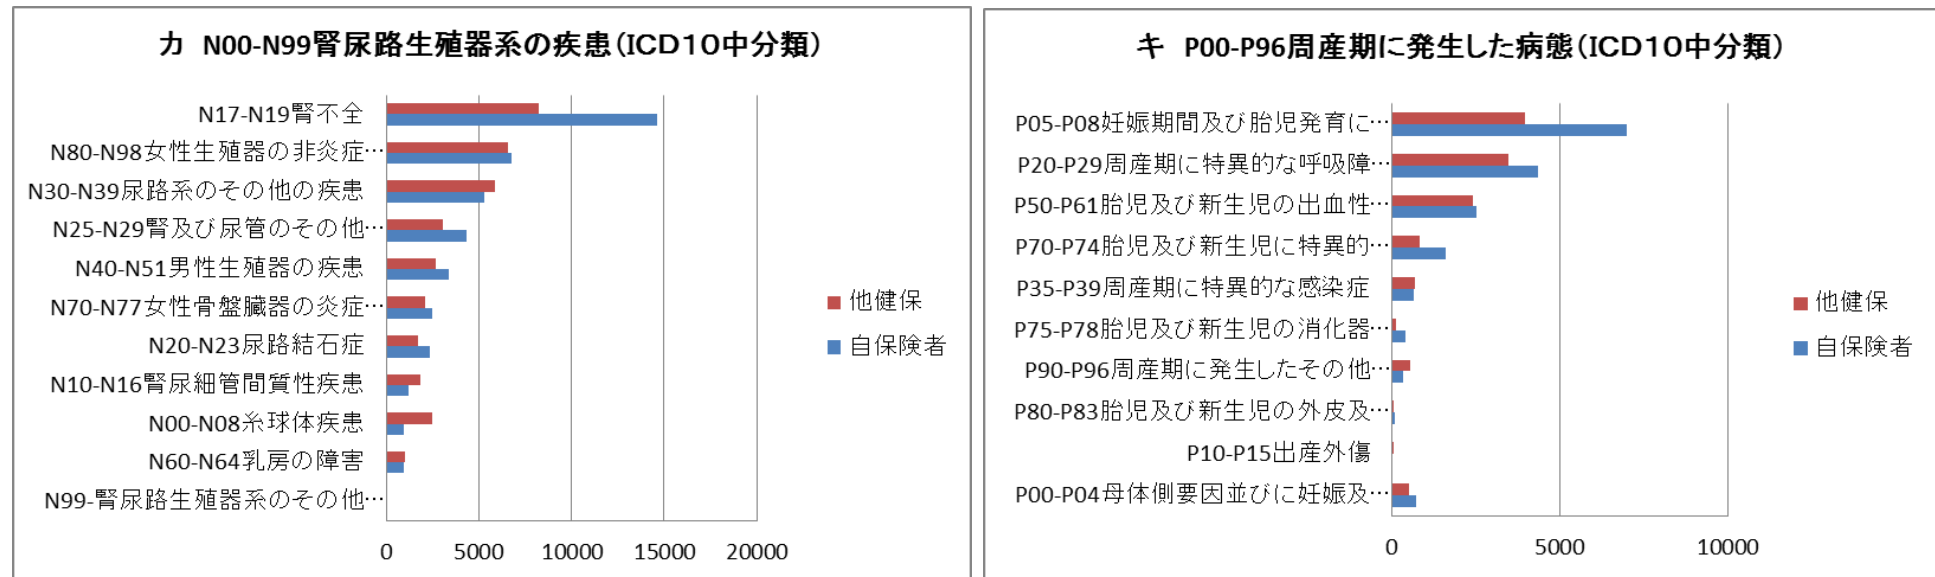 カ N00-N99腎尿路生殖器系の疾患(ICD10中分類)
N17-N19腎不全
N80-N98女性生殖器の非炎症…
N30-N39尿路系のその他の疾患
N25-N29腎及び尿管のその他…
N40-N51男性生殖器の疾患
N70-N77女性骨盤臓器の炎症…
N20-N23尿路結石症
N10-N16腎尿細管間質性疾患
N00-N08糸球体疾患
N60-N64乳房の障害
N99-腎尿路生殖器系のその他…
0 5000 10000 15000 20000
他健保
自保険者
キ P00-P96周産期に発生した病態(ICD10中分類)
P05-P08妊娠期間及び胎児発育に…
P20-P29周産期に特異的な呼吸障…
P50-P61胎児及び新生児の出血性…
P70-P74胎児及び新生児に特異的…
P35-P39周産期に特異的な感染症
P75-P78胎児及び新生児の消化器…
P90-P96周産期に発生したその他…
P80-P83胎児及び新生児の外皮及…
P10-P15出産外傷
P00-P04母体側要因並びに妊娠及…
0 5000 10000
他健保
自保険者